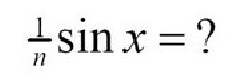 1/n sin x = ?